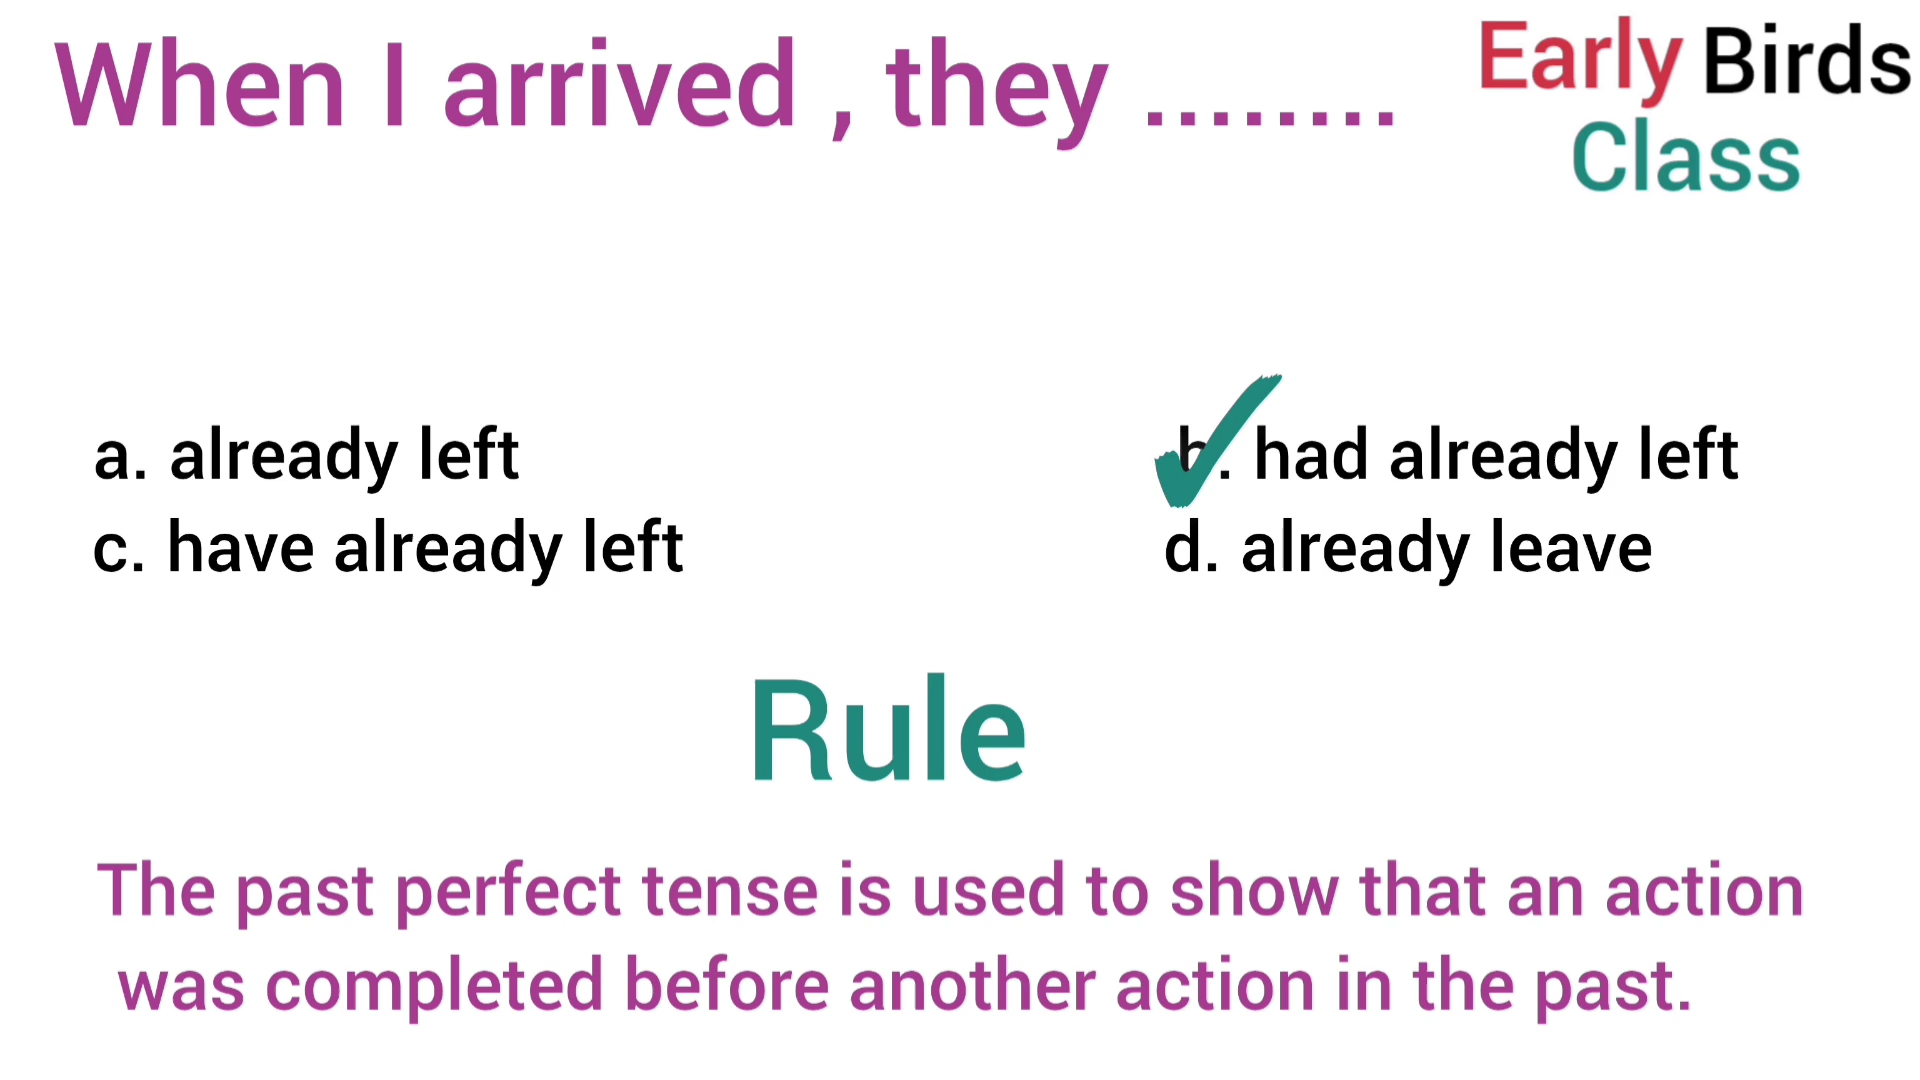 When I arrived , they ........
Early Birds
Class
a. already left
b. had already left
c. have already left
d. already leave
Rule
The past perfect tense is used to show that an action
was completed before another action in the past.